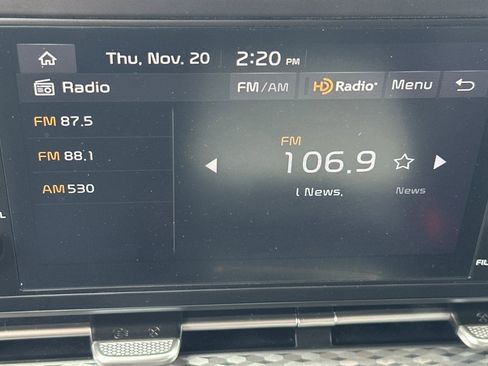 Thu, Nov. 20 2:20 PM
Radio FM/AM HD Radio Menu
FM 87.5
FM 88.1
AM 530
FM
106.9
l News, News